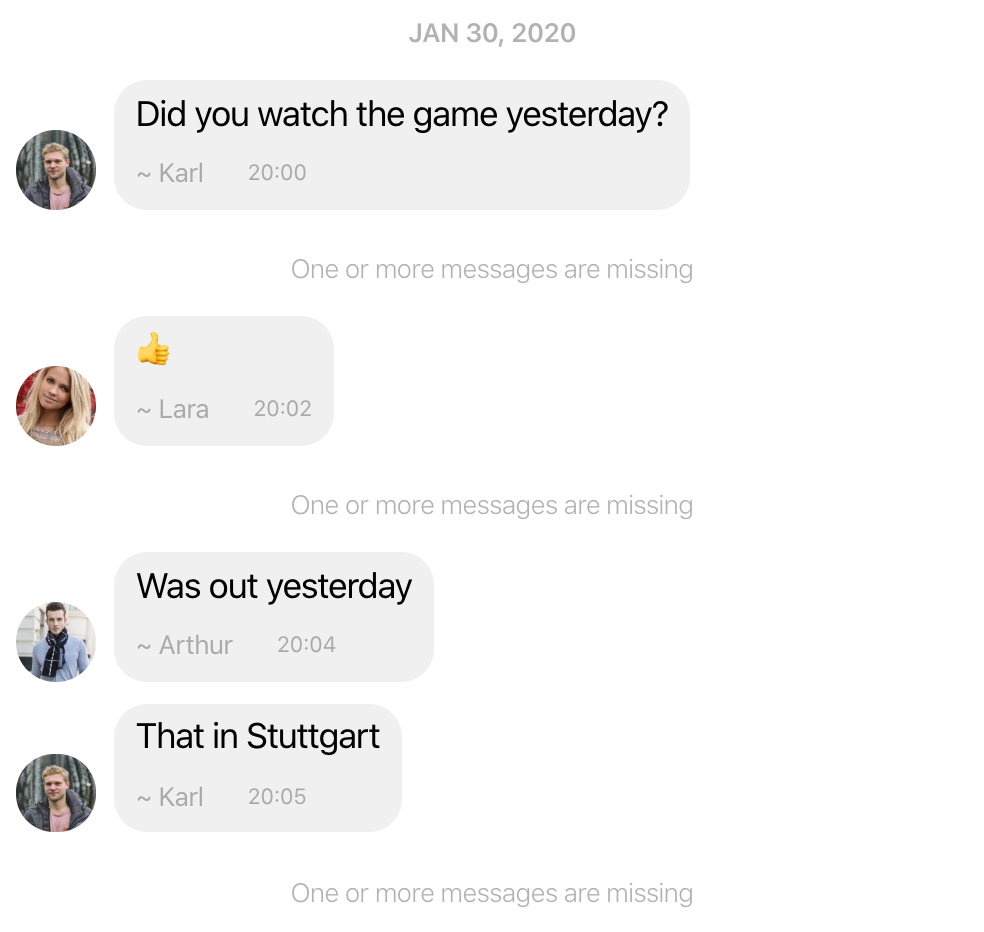 JAN 30, 2020
Did you watch the game yesterday?
~ Karl 20:00
One or more messages are missing
👍
~ Lara 20:02
One or more messages are missing
Was out yesterday
~ Arthur 20:04
That in Stuttgart
~ Karl 20:05
One or more messages are missing